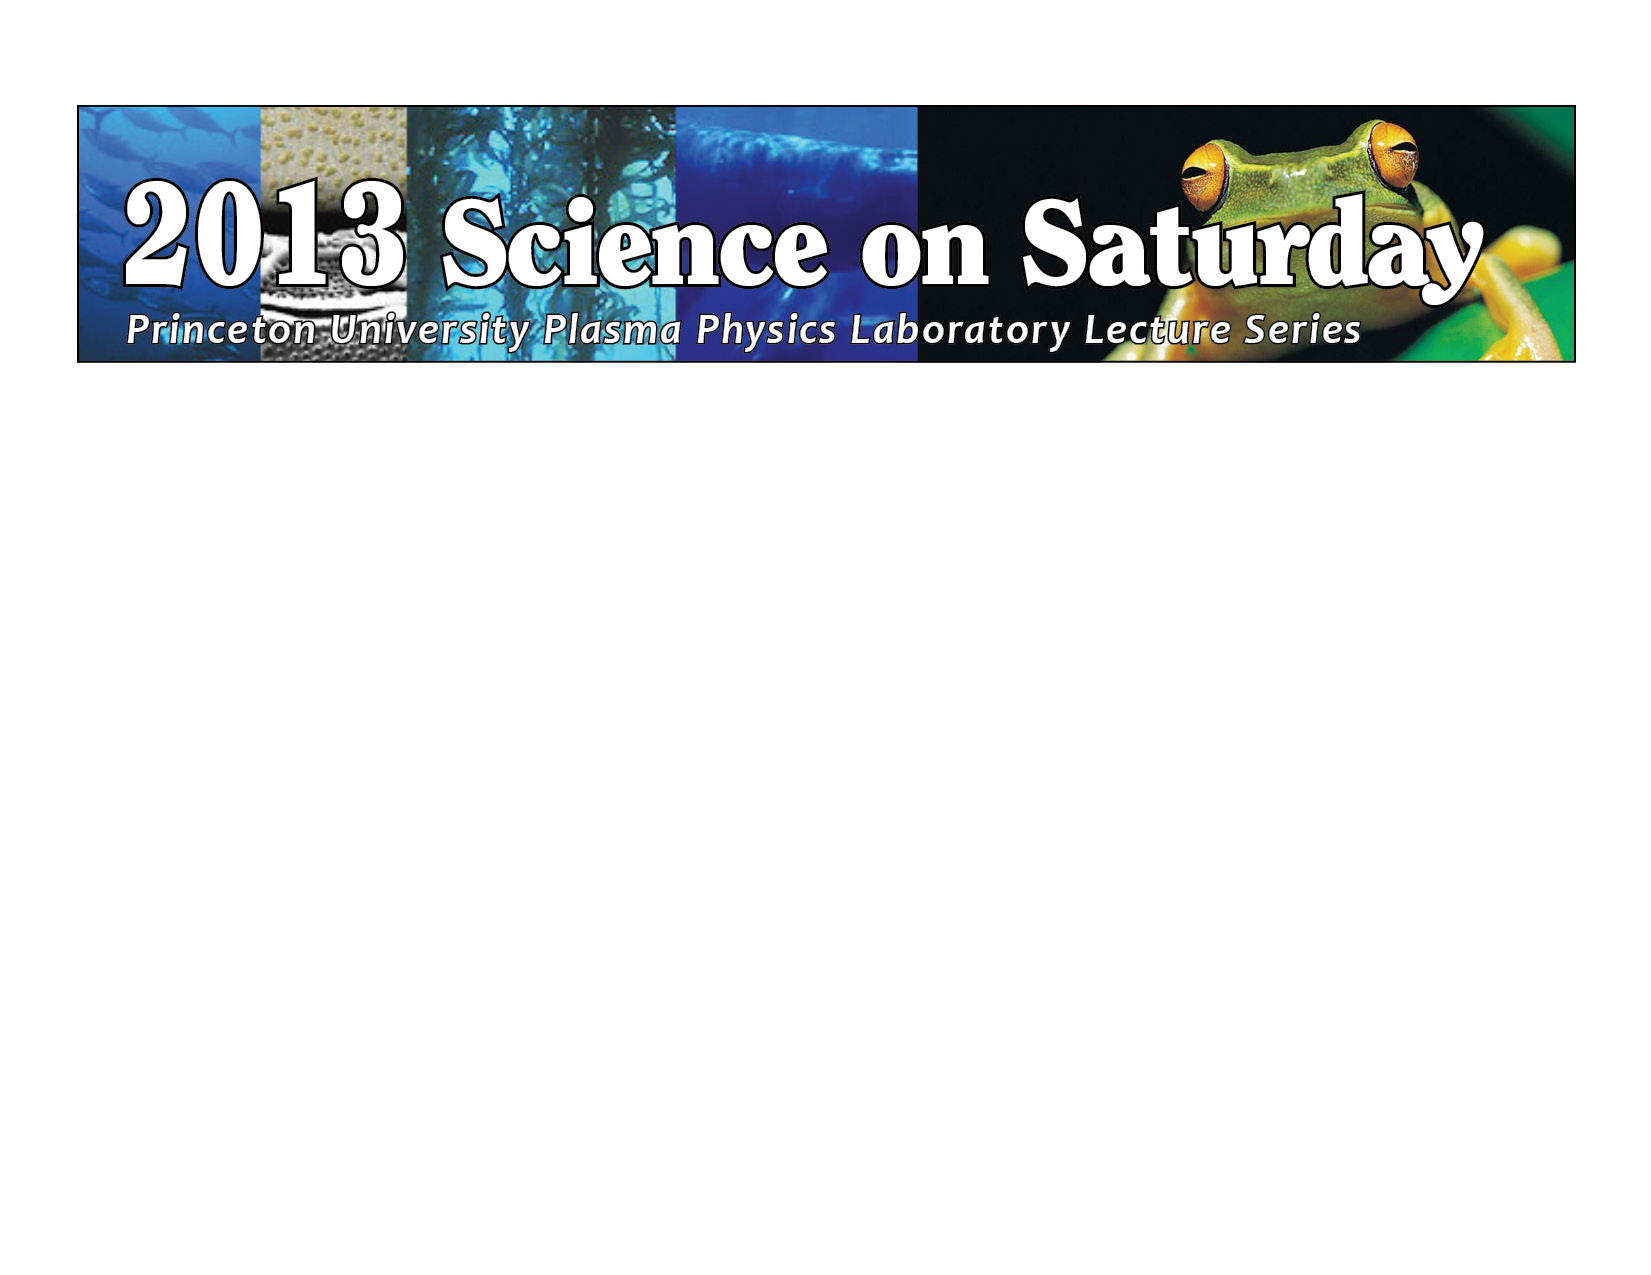 2013 Science on Saturday
Princeton University Plasma Physics Laboratory Lecture Series